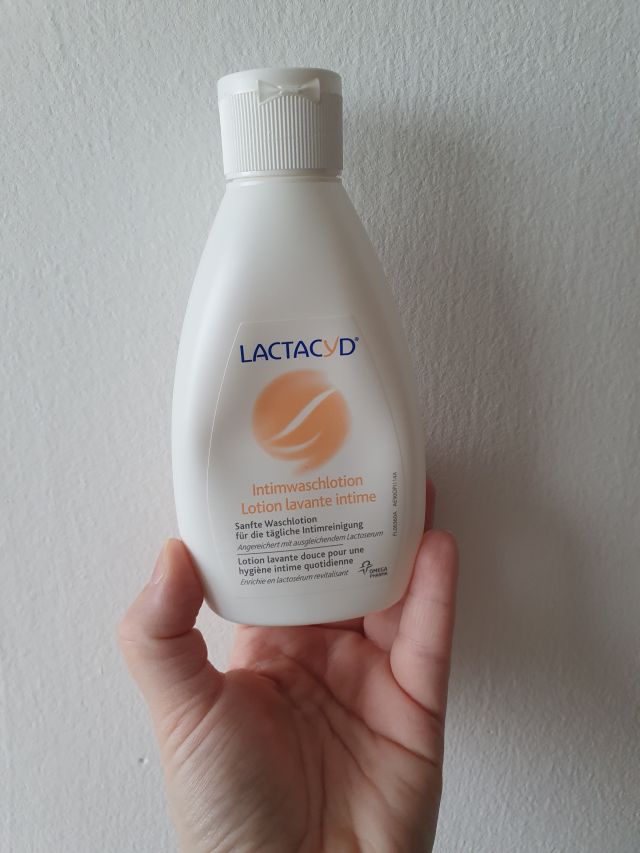 LACTACYD®
Intimwaschlotion
Lotion lavante intime
Sanfte Waschlotion
für die tägliche Intimreinigung
Angereichert mit ausgleichendem Lactoserum
Lotion lavante douce pour une
hygiène intime quotidienne
Enrichie en lactosérum revitalisant
OMEGA
PHARMA